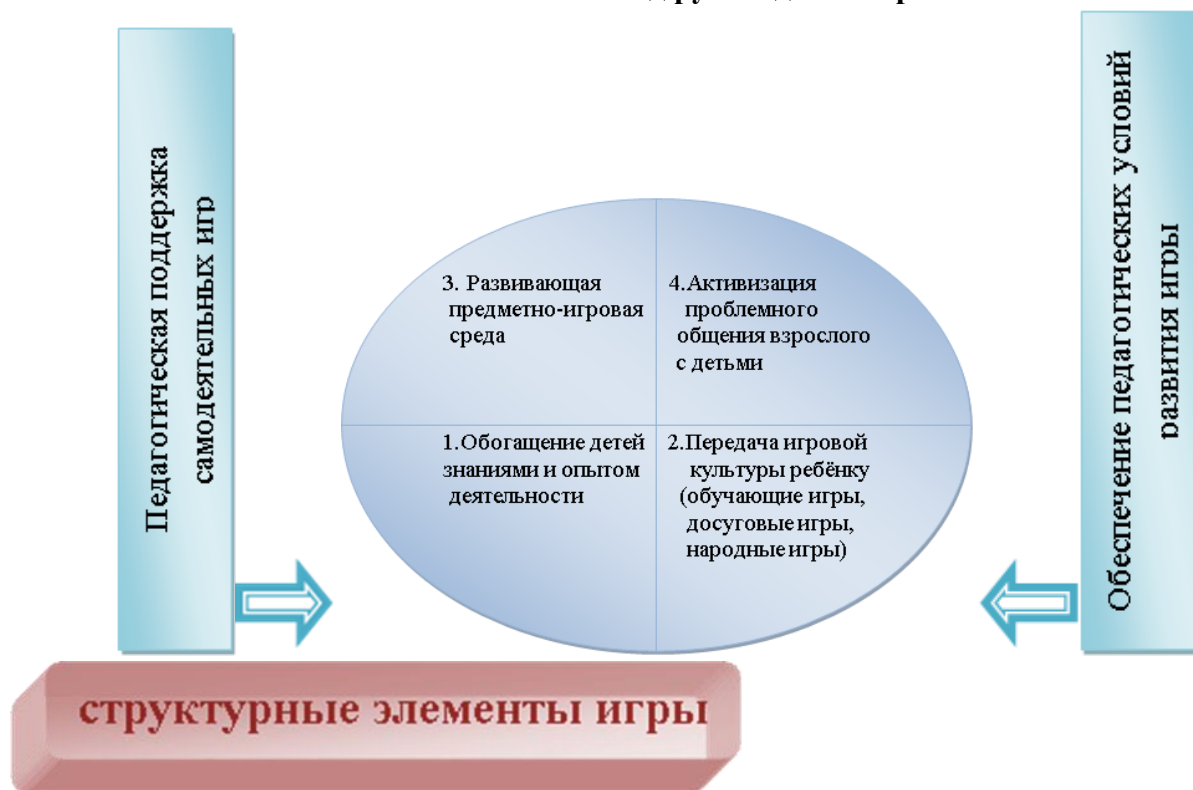 Педагогическая поддержка
самодеятельных игр
3. Развивающая
предметно-игровая
среда
4.Активизация
проблемного
общения взрослого
с детьми
1.Обогащение детей
знаниями и опытом
деятельности
2.Передача игровой
культуры ребёнку
(обучающие игры,
досуговые игры,
народные игры)
Обеспечение педагогических условий
развития игры
структурные элементы игры